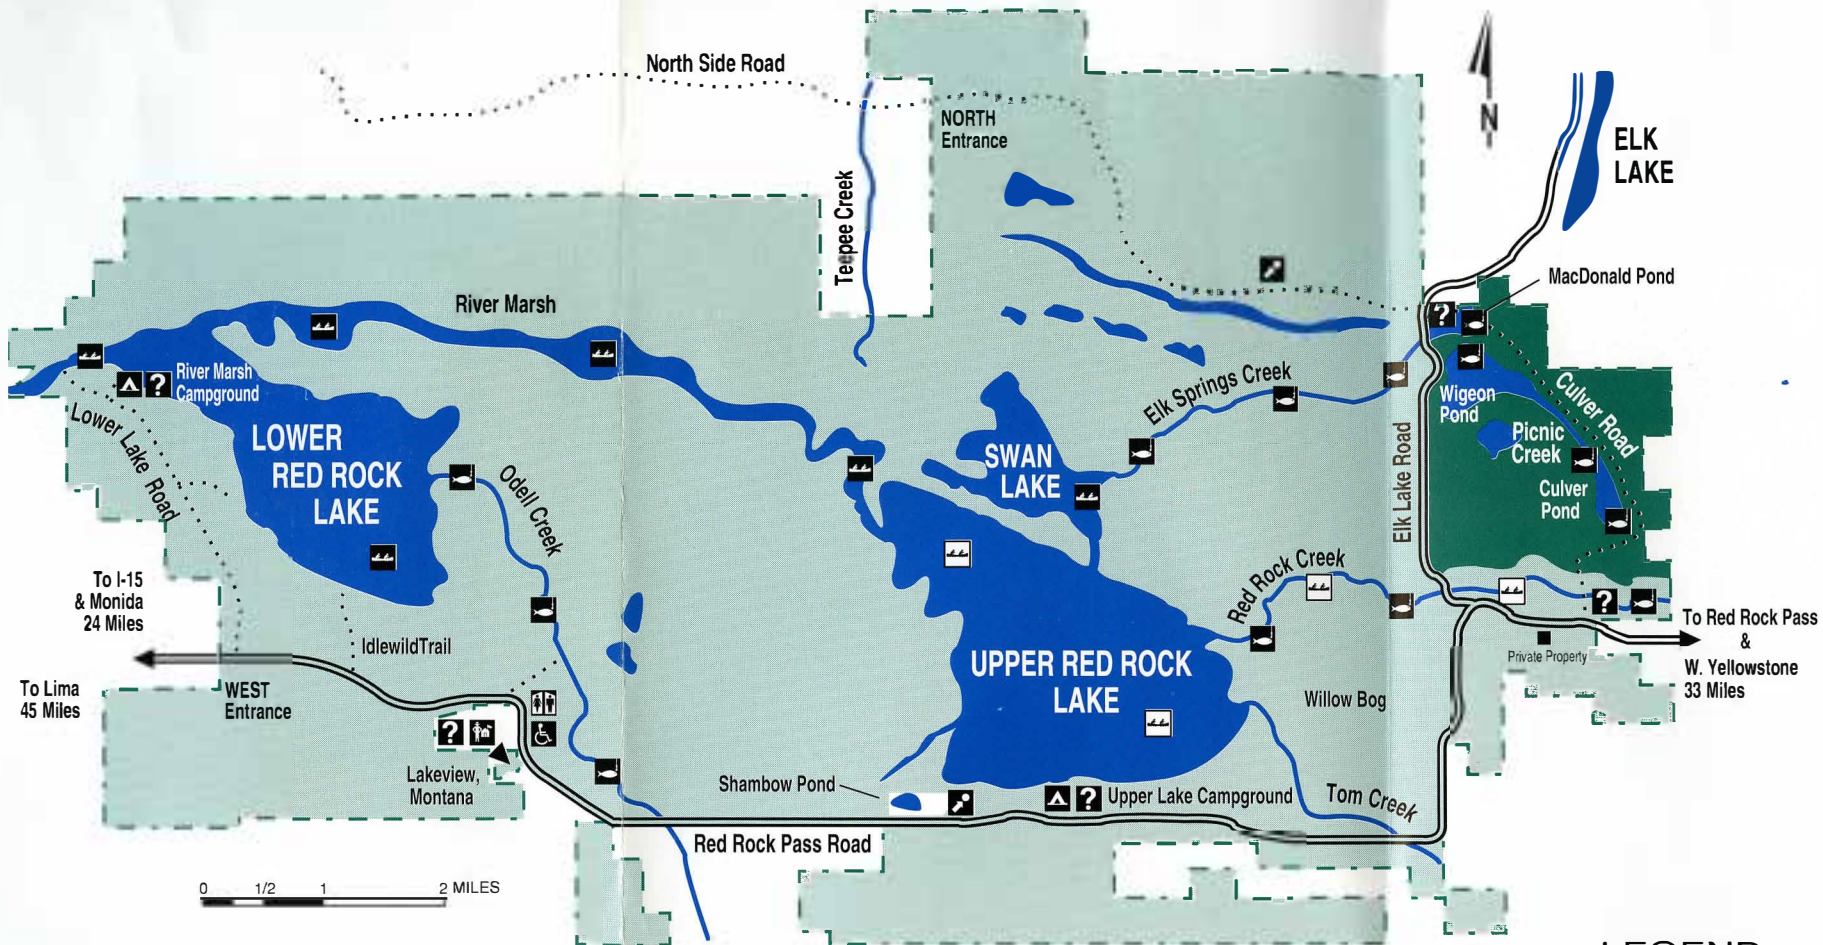 North Side Road
NORTH
Entrance
N
ELK
LAKE
Teepee Creek
MacDonald Pond
River Marsh
?
River Marsh
Campground
?
Lower Lake Road
LOWER
RED ROCK
LAKE
Odell Creek
SWAN
LAKE
Elk Springs Creek
Elk Lake Road
Wigeon
Pond
Culver Road
Picnic
Creek
Culver
Pond
Red Rock Creek
?
To I-15
& Monida
24 Miles
IdlewildTrail
To Lima
45 Miles
WEST
Entrance
?
Lakeview,
Montana
UPPER RED ROCK
LAKE
Willow Bog
Private Property
To Red Rock Pass
&
W. Yellowstone
33 Miles
Shambow Pond
?
Upper Lake Campground
Tom Creek
Red Rock Pass Road
0 1/2 1 2 MILES
LEGEND